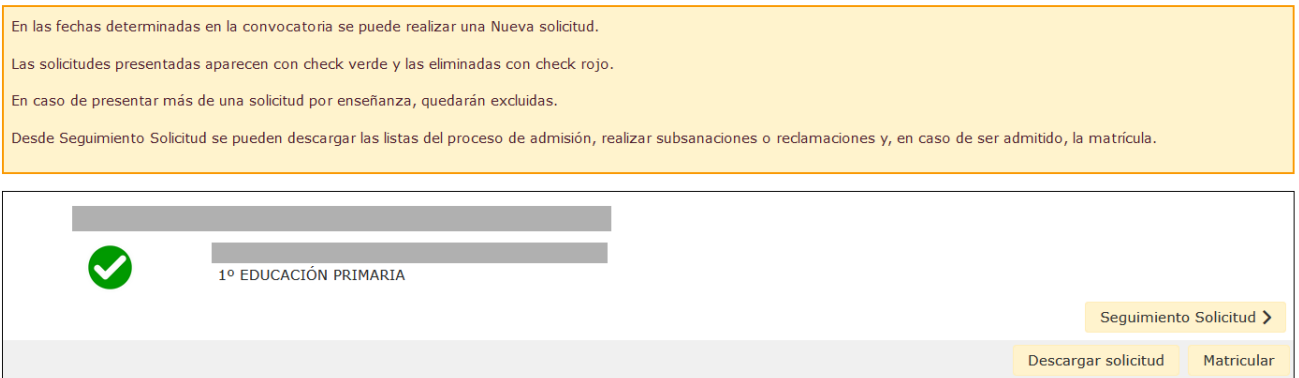 En las fechas determinadas en la convocatoria se puede realizar una Nueva solicitud.
Las solicitudes presentadas aparecen con check verde y las eliminadas con check rojo.
En caso de presentar más de una solicitud por enseñanza, quedarán excluidas.
Desde Seguimiento Solicitud se pueden descargar las listas del proceso de admisión, realizar subsanaciones o reclamaciones y, en caso de ser admitido, la matrícula.
1º EDUCACIÓN PRIMARIA
Seguimiento Solicitud
Descargar solicitud Matricular